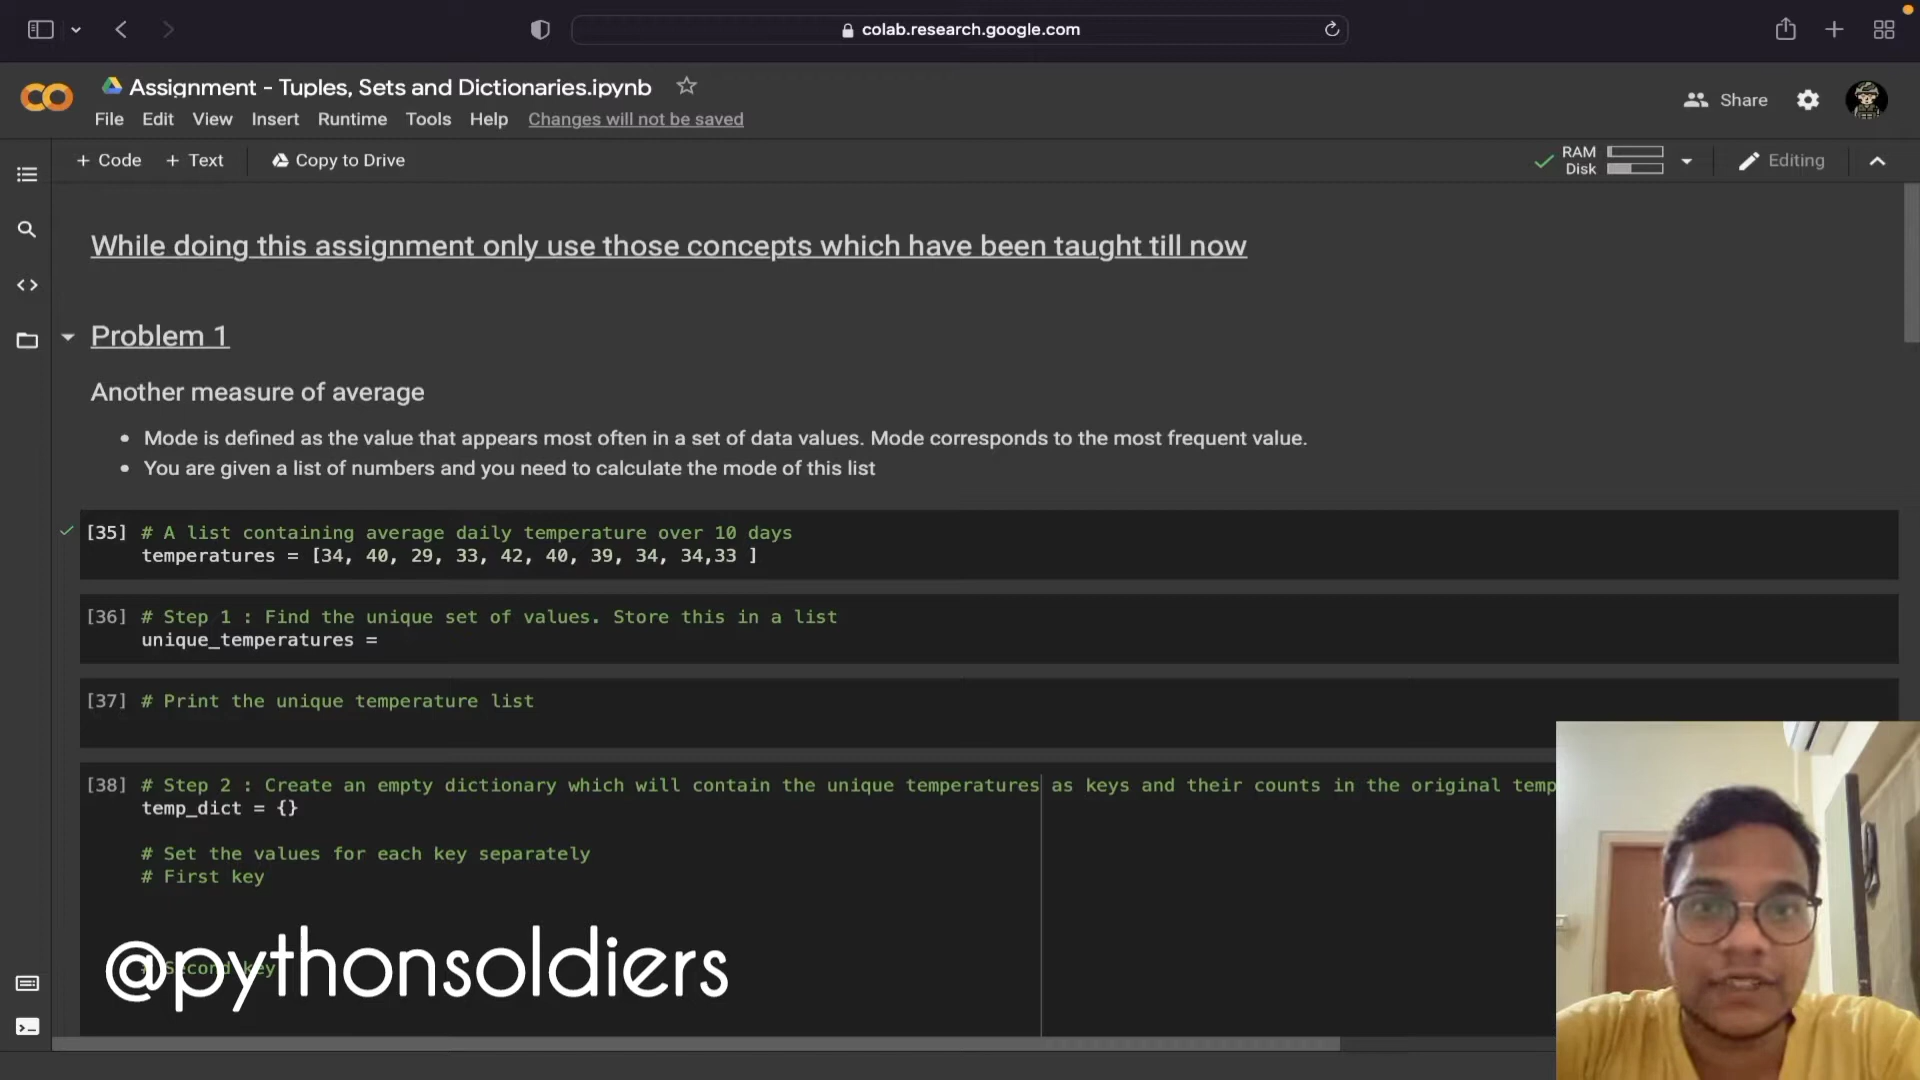 colab.research.google.com
Assignment - Tuples, Sets and Dictionaries.ipynb
File Edit View Insert Runtime Tools Help Changes will not be saved
Share
+ Code + Text Copy to Drive
RAM
Disk
Editing
While doing this assignment only use those concepts which have been taught till now
Problem 1
Another measure of average
• Mode is defined as the value that appears most often in a set of data values. Mode corresponds to the most frequent value.
• You are given a list of numbers and you need to calculate the mode of this list
[35] # A list containing average daily temperature over 10 days
temperatures = [34, 40, 29, 33, 42, 40, 39, 34, 34,33 ]
[36] # Step 1 : Find the unique set of values. Store this in a list
unique_temperatures =
[37] # Print the unique temperature list
[38] # Step 2 : Create an empty dictionary which will contain the unique temperatures as keys and their counts in the original temp
temp_dict = {}
# Set the values for each key separately
# First key
# Second key
@pythonsoldiers